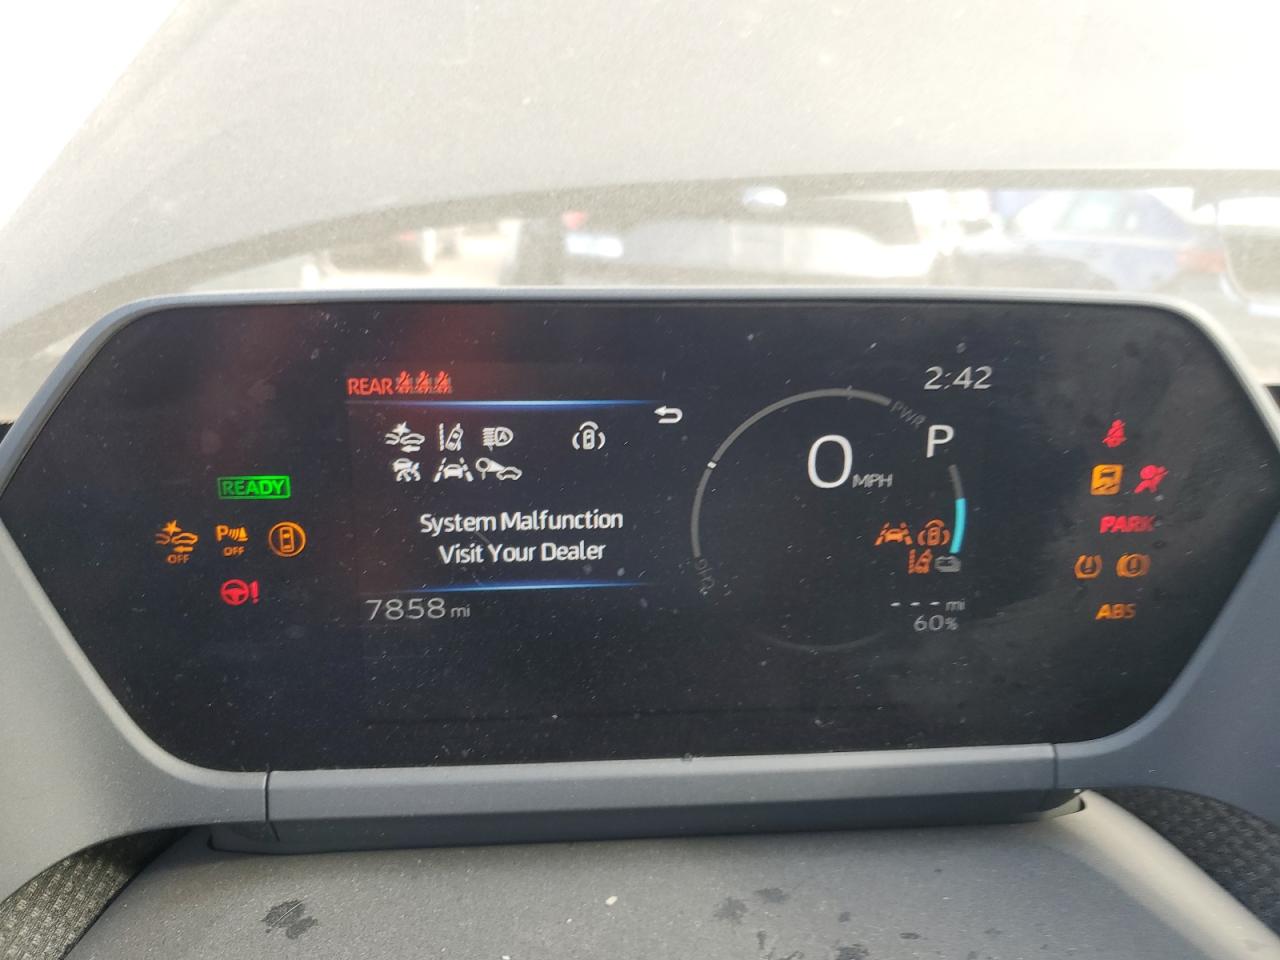 REAR
2:42
PWR
P
0 MPH
A
READY
System Malfunction
Visit Your Dealer
P
OFF
OFF
PARK
7858 mi
- - - mi
60%
ABS